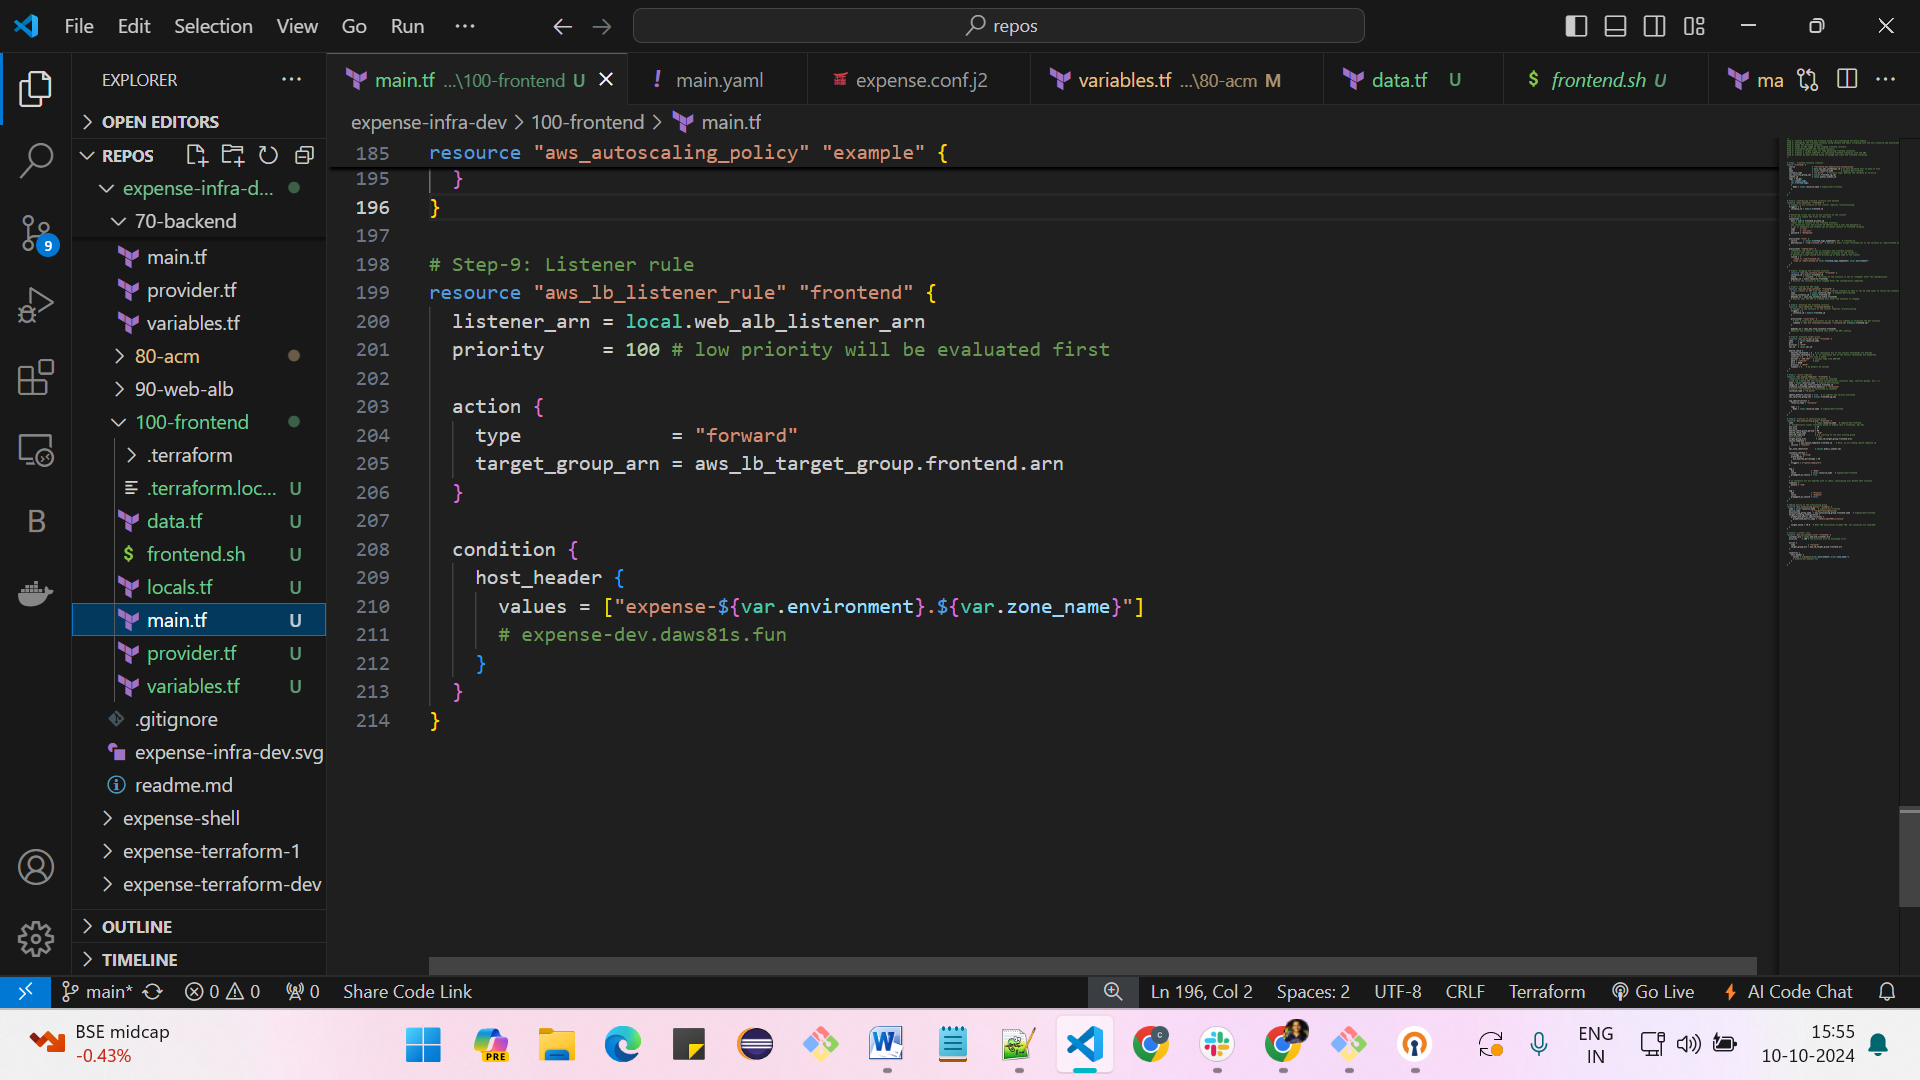 File Edit Selection View Go Run ··· repos
EXPLORER ···
OPEN EDITORS
REPOS
expense-infra-d...
70-backend
main.tf
provider.tf
variables.tf
80-acm
90-web-alb
100-frontend
.terraform
.terraform.loc... U
data.tf U
frontend.sh U
locals.tf U
main.tf U
provider.tf U
variables.tf U
.gitignore
expense-infra-dev.svg
readme.md
expense-shell
expense-terraform-1
expense-terraform-dev
OUTLINE
TIMELINE
9
B
main.tf ...\100-frontend U
main.yaml
expense.conf.j2
variables.tf ...\80-acm M
data.tf U
frontend.sh U
ma
expense-infra-dev > 100-frontend > main.tf
185 resource "aws_autoscaling_policy" "example" {
195 }
196 }
197
198 # Step-9: Listener rule
199 resource "aws_lb_listener_rule" "frontend" {
200 listener_arn = local.web_alb_listener_arn
201 priority     = 100 # low priority will be evaluated first
202
203 action {
204 type             = "forward"
205 target_group_arn = aws_lb_target_group.frontend.arn
206 }
207
208 condition {
209 host_header {
210 values = ["expense-${var.environment}.${var.zone_name}"]
211 # expense-dev.daws81s.fun
212 }
213 }
214 }
main* 0 0 0 Share Code Link Ln 196, Col 2 Spaces: 2 UTF-8 CRLF Terraform Go Live AI Code Chat
BSE midcap
-0.43%
PRE
ENG
IN
15:55
10-10-2024